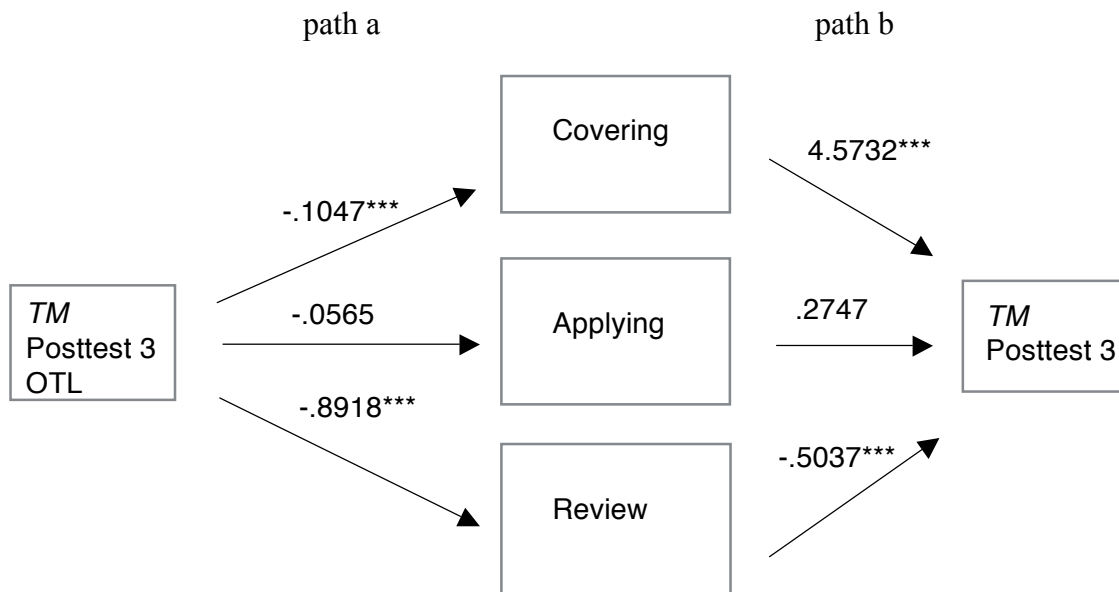 path a
path b
Covering
4.5732***
-.1047***
TM
Posttest 3
OTL
-.0565
Applying
.2747
TM
Posttest 3
-.8918***
-.5037***
Review